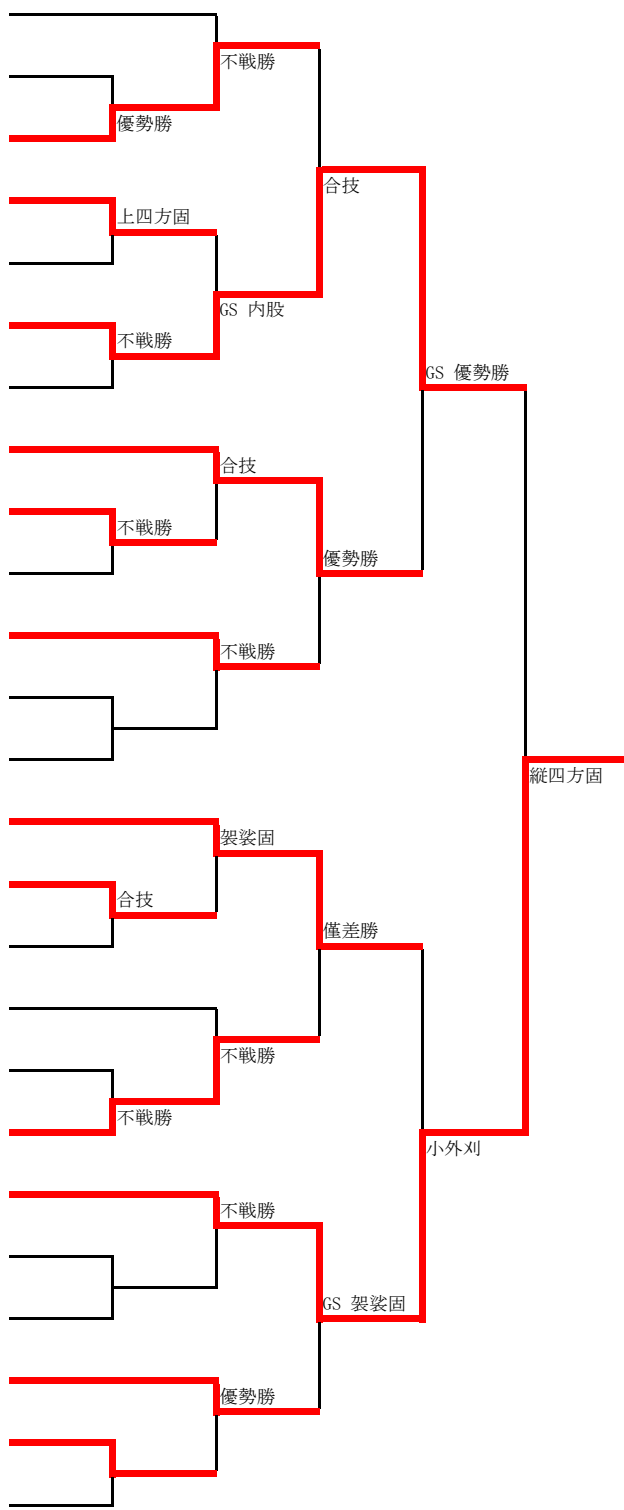 不戦勝
優勢勝
合技
上四方固
GS 内股
不戦勝
GS 優勢勝
合技
不戦勝
優勢勝
不戦勝
縦四方固
袈裟固
合技
僅差勝
不戦勝
不戦勝
小外刈
不戦勝
GS 袈裟固
優勢勝